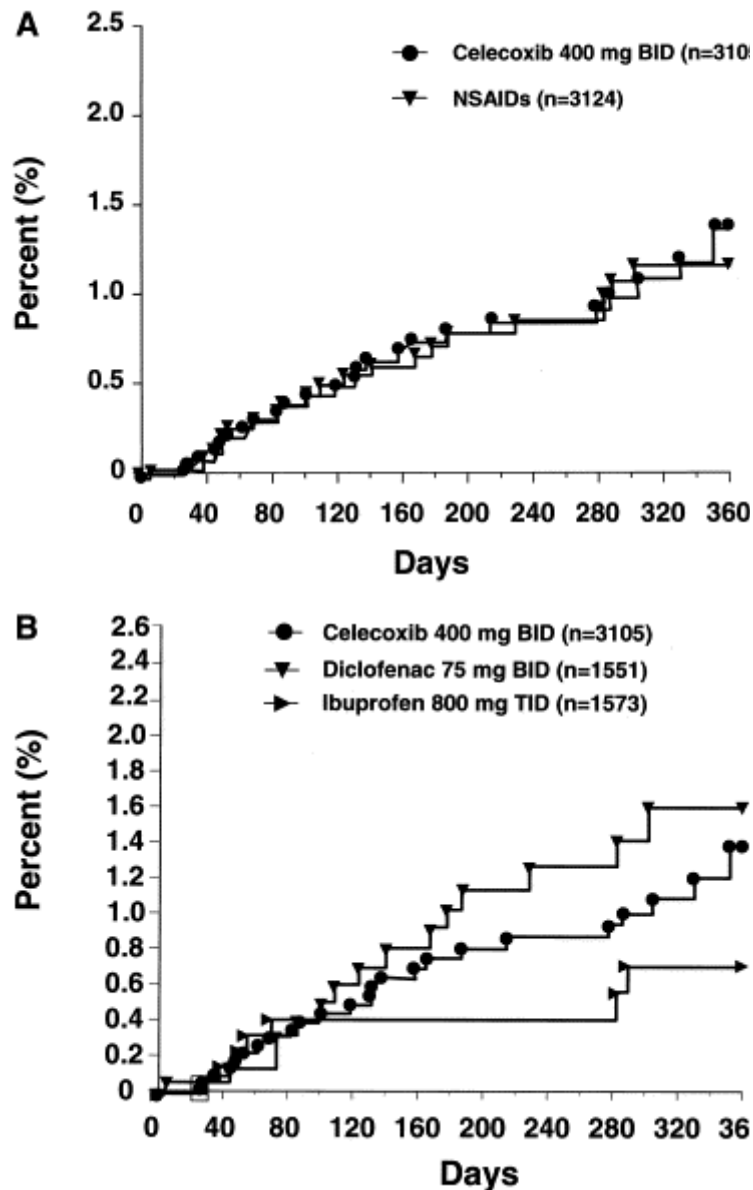 A
2.5
2.0
1.5
1.0
0.5
0
Percent (%)
Celecoxib 400 mg BID (n=3105
NSAIDs (n=3124)
0 40 80 120 160 200 240 280 320 360
Days
B
2.6
2.4
2.2
2.0
1.8
1.6
1.4
1.2
1.0
0.8
0.6
0.4
0.2
0
Percent (%)
Celecoxib 400 mg BID (n=3105)
Diclofenac 75 mg BID (n=1551)
Ibuprofen 800 mg TID (n=1573)
0 40 80 120 160 200 240 280 320 36
Days